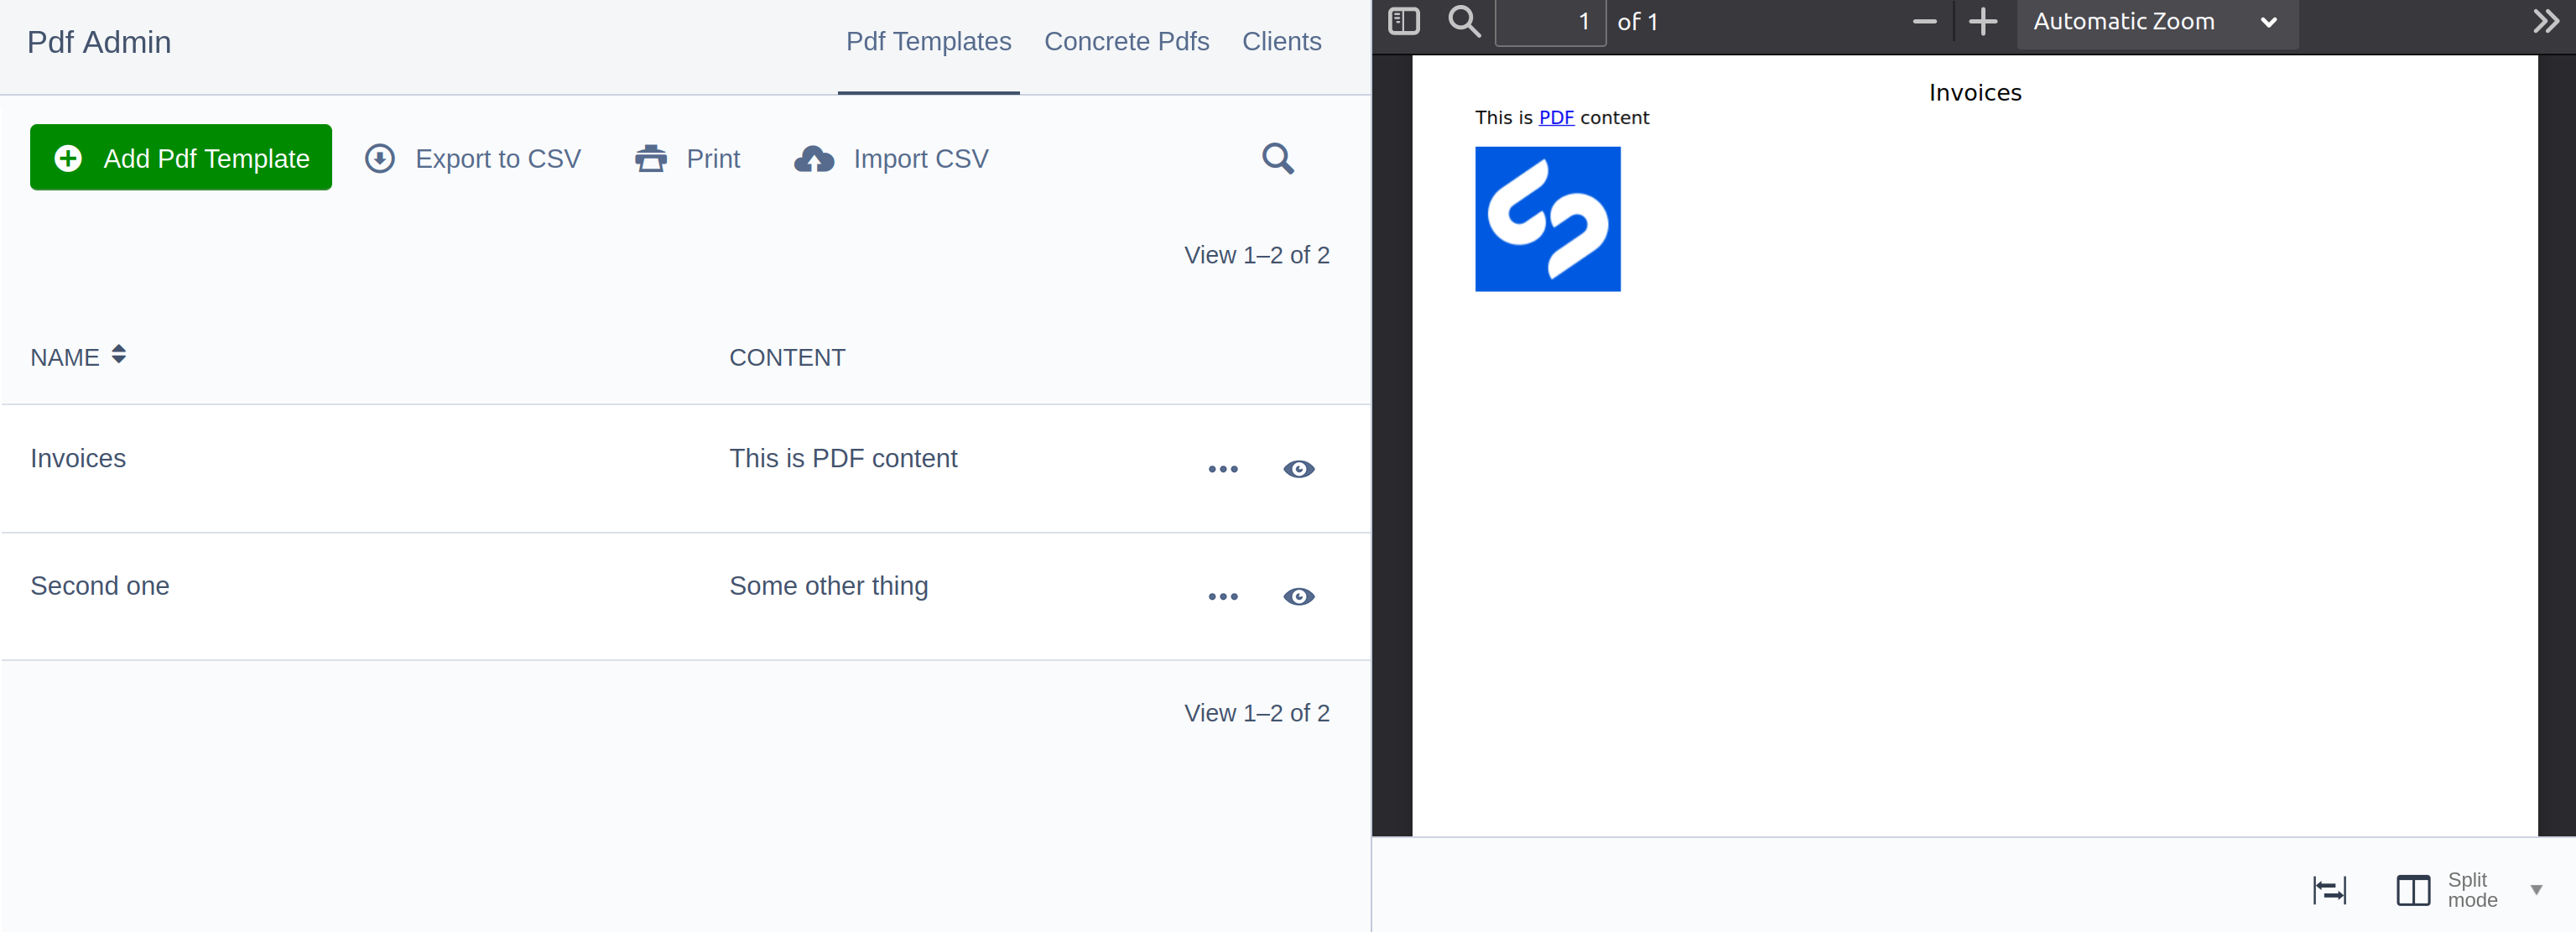 Pdf Admin
Pdf Templates Concrete Pdfs Clients
Add Pdf Template Export to CSV Print Import CSV
View 1–2 of 2
NAME CONTENT
Invoices This is PDF content
Second one Some other thing
View 1–2 of 2
1 of 1 Automatic Zoom
Invoices
This is PDF content
Split
mode